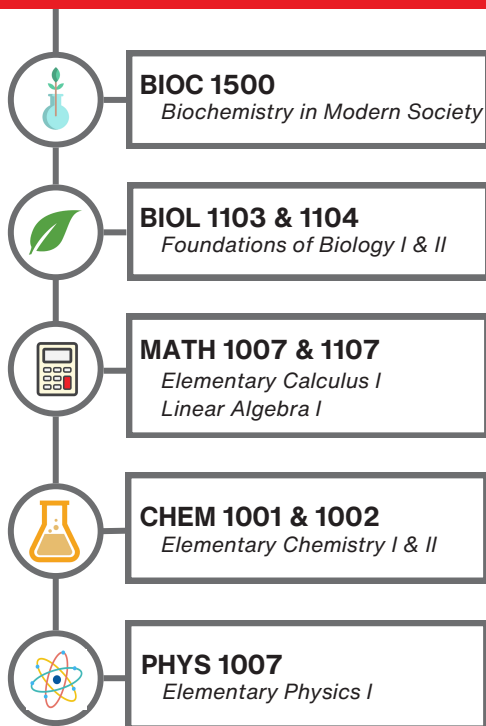 BIOC 1500
Biochemistry in Modern Society
BIOL 1103 & 1104
Foundations of Biology I & II
MATH 1007 & 1107
Elementary Calculus I
Linear Algebra I
CHEM 1001 & 1002
Elementary Chemistry I & II
PHYS 1007
Elementary Physics I